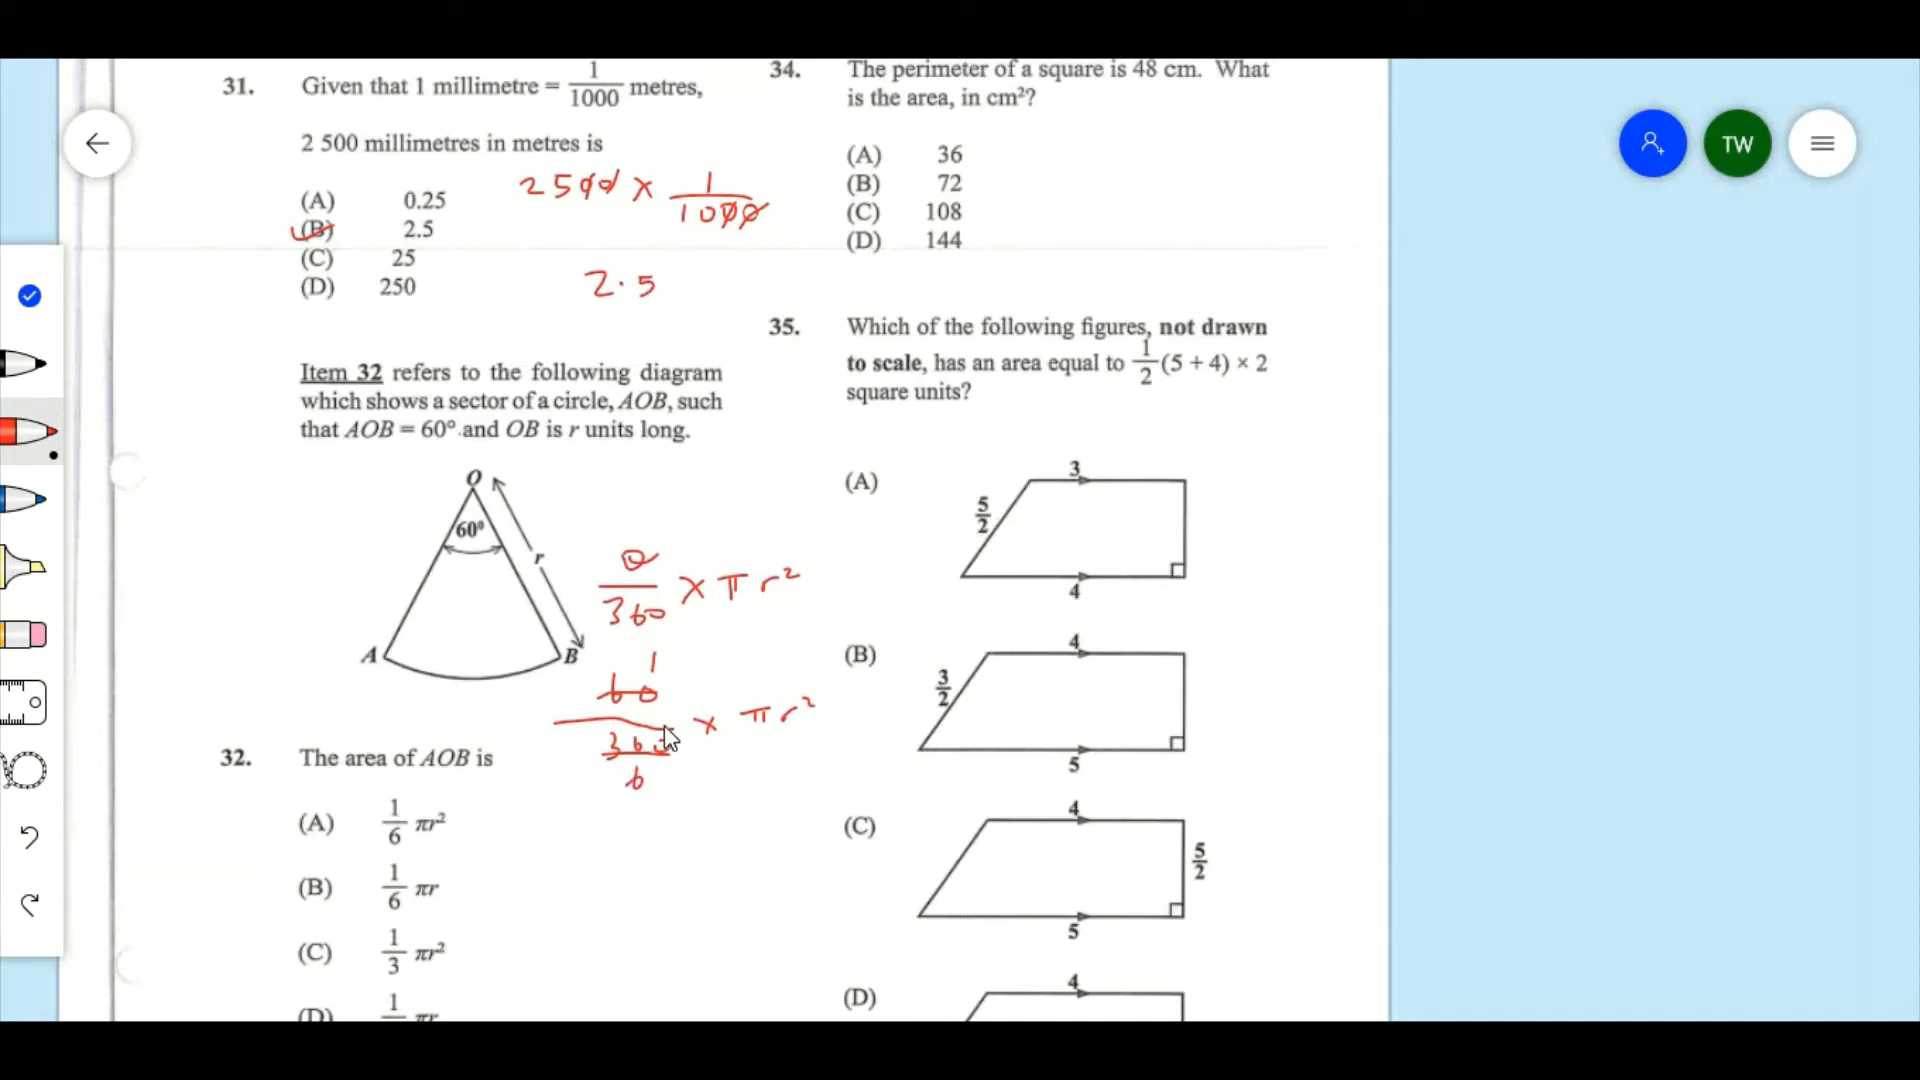 31. Given that 1 millimetre = 1/1000 metres,
2 500 millimetres in metres is
(A) 0.25
(B) 2.5
(C) 25
(D) 250
2500 × 1/1000
2.5
Item 32 refers to the following diagram
which shows a sector of a circle, AOB, such
that AOB = 60° and OB is r units long.
O
60°
r
A
B
θ/360 × π r²
1
60/360 × π r²
6
32. The area of AOB is
(A) 1/6 πr²
(B) 1/6 πr
(C) 1/3 πr²
(D) 1 πr
34. The perimeter of a square is 48 cm. What
is the area, in cm²?
(A) 36
(B) 72
(C) 108
(D) 144
35. Which of the following figures, not drawn
to scale, has an area equal to 1/2 (5 + 4) × 2
square units?
(A)
3
5/2
4
(B)
4
3/2
5
(C)
4
5/2
5
(D)
4
TW